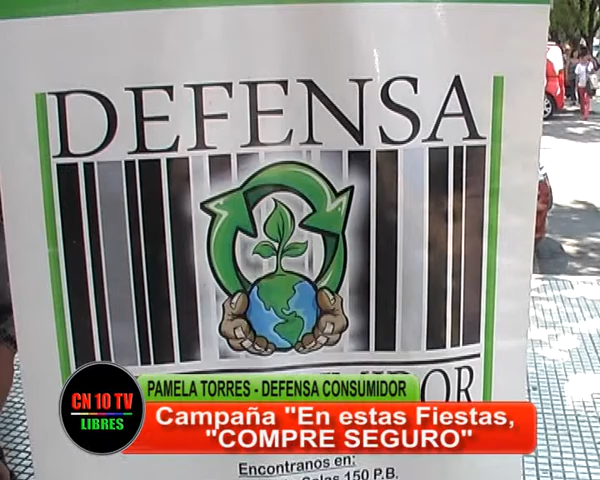 DEFENSA
DOR
CN 10 TV
LIBRES
PAMELA TORRES - DEFENSA CONSUMIDOR
Campaña "En estas Fiestas,
"COMPRE SEGURO"
Encontranos en:
Salas 150 P.B.